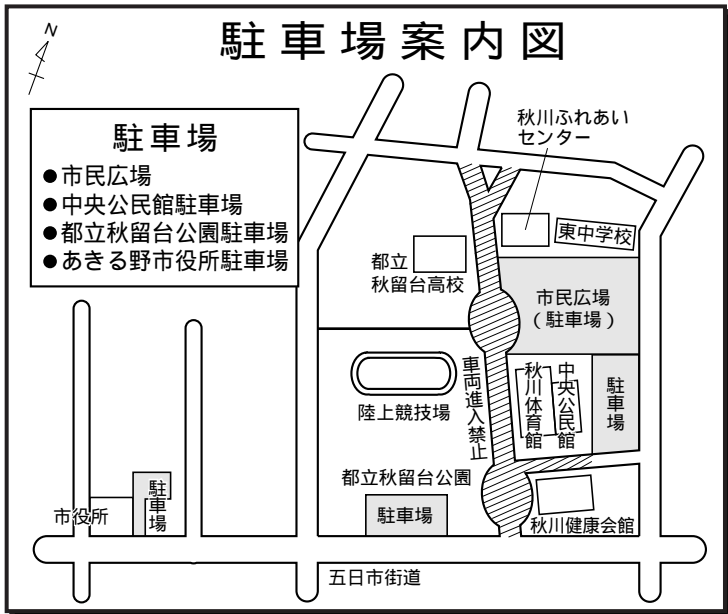 駐車場案内図
N
駐車場
●市民広場
●中央公民館駐車場
●都立秋留台公園駐車場
●あきる野市役所駐車場
秋川ふれあい
センター
東中学校
都立
秋留台高校
市民広場
（駐車場）
車両進入禁止
秋川体育館
中央公民館
駐車場
陸上競技場
都立秋留台公園
駐車場
市役所
駐車場
秋川健康会館
五日市街道